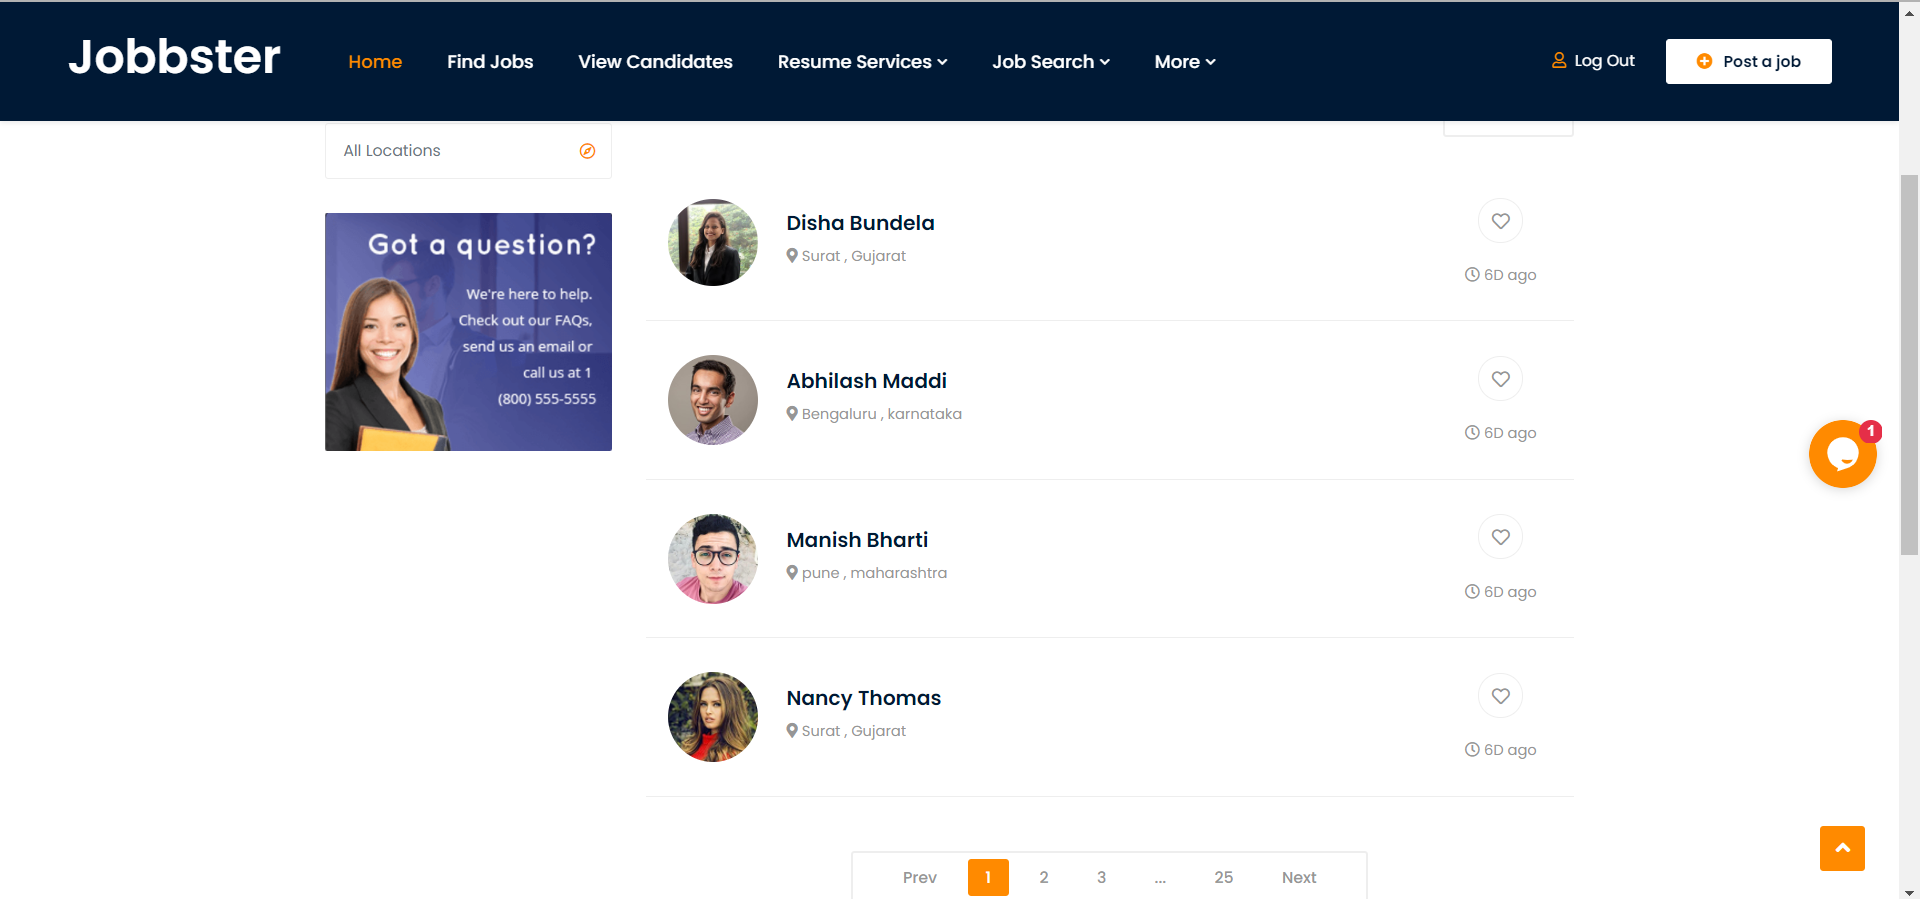 Jobbster
Home Find Jobs View Candidates Resume Services Job Search More Log Out Post a job
All Locations
Got a question?
We're here to help.
Check out our FAQs,
send us an email or
call us at 1
(800) 555-5555
Disha Bundela
Surat , Gujarat
6D ago
Abhilash Maddi
Bengaluru , karnataka
6D ago
Manish Bharti
pune , maharashtra
6D ago
Nancy Thomas
Surat , Gujarat
6D ago
1
Prev 1 2 3 ... 25 Next